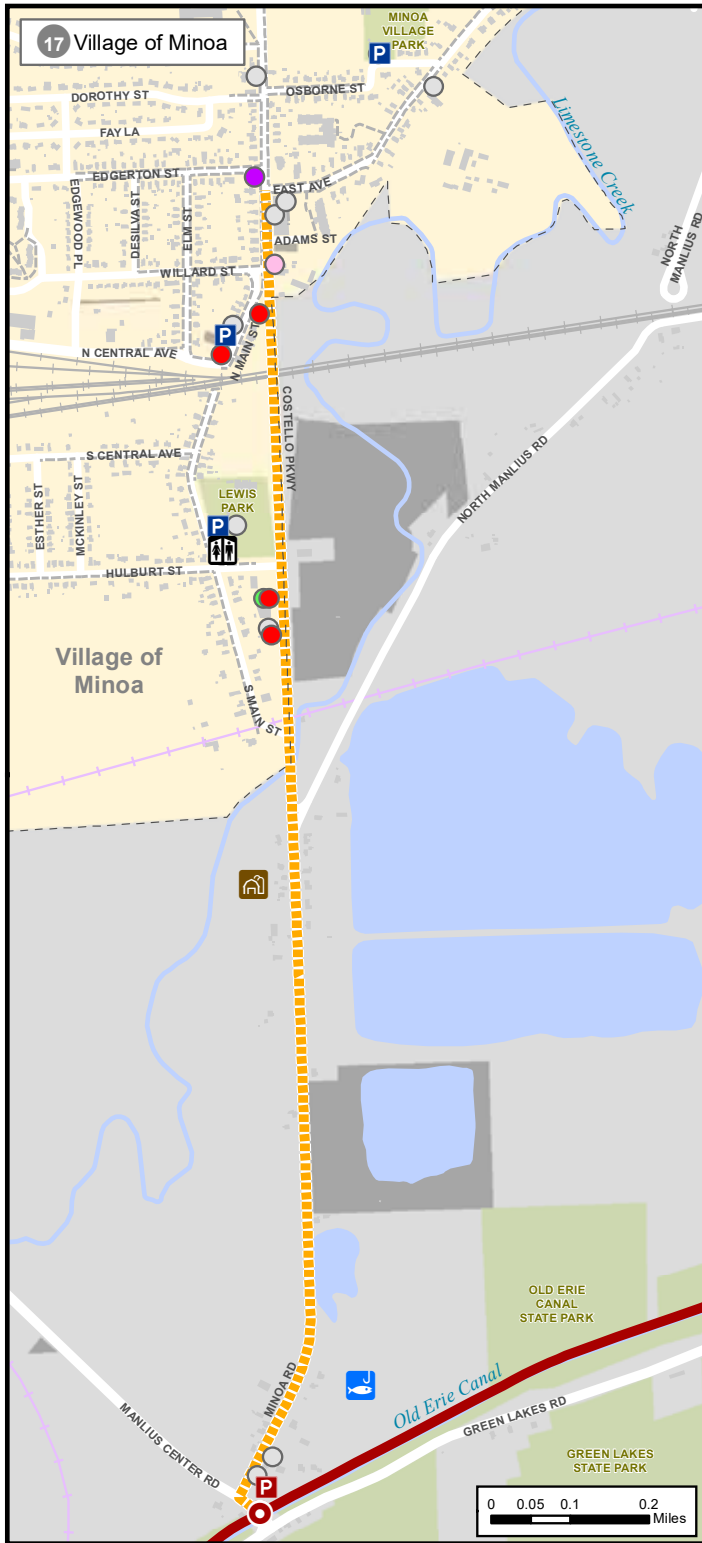 17 Village of Minoa
MINOA
VILLAGE
PARK
P
DOROTHY ST
OSBORNE ST
FAY LA
Limestone Creek
EDGERTON ST
EAST AVE
EDGEWOOD PL
DESILVA ST
ELM ST
ADAMS ST
WILLARD ST
NORTH
MANLIUS RD
P
N CENTRAL AVE
N MAIN ST
COSTELLO PKWY
S CENTRAL AVE
NORTH MANLIUS RD
ESTHER ST
MCKINLEY ST
LEWIS
PARK
P
HULBURT ST
Village of
Minoa
S MAIN ST
OLD ERIE
CANAL
STATE PARK
MINOA RD
Old Erie Canal
MANLIUS CENTER RD
GREEN LAKES RD
GREEN LAKES
STATE PARK
P
0 0.05 0.1 0.2
Miles